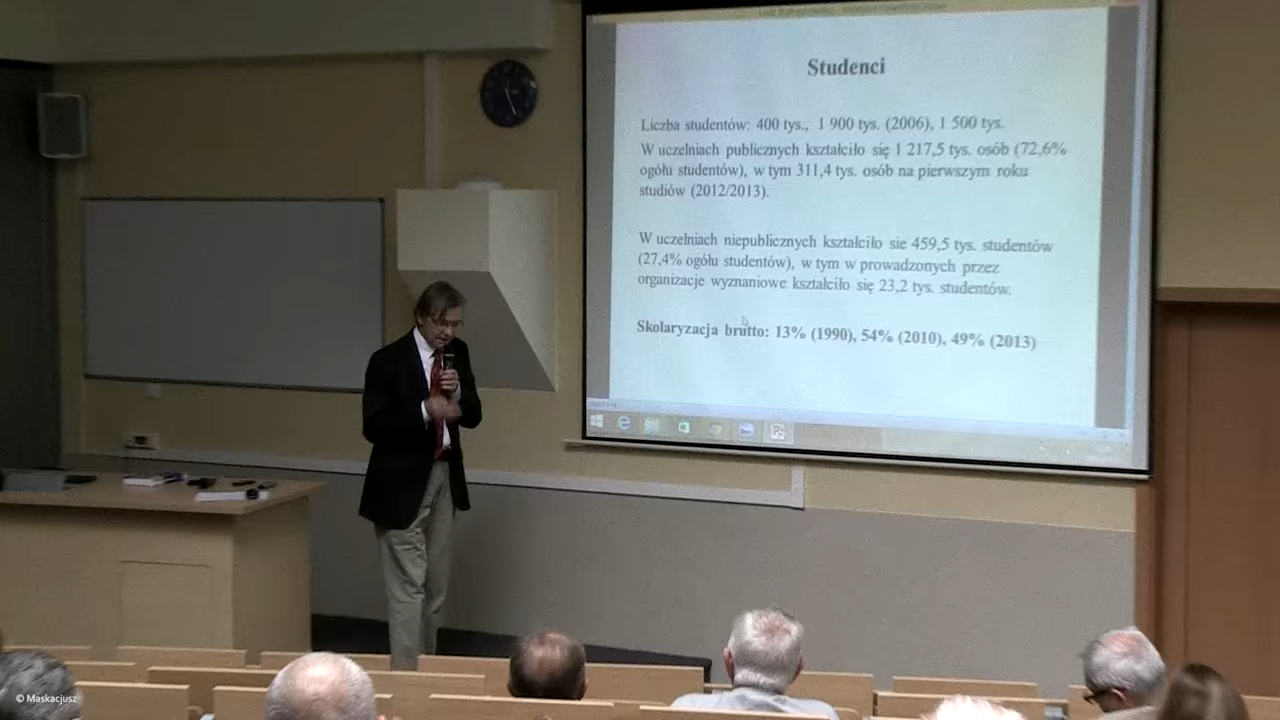 Studenci
Liczba studentów: 400 tys., 1 900 tys. (2006), 1 500 tys.
W uczelniach publicznych kształciło się 1 217,5 tys. osób (72,6%
ogółu studentów), w tym 311,4 tys. osób na pierwszym roku
studiów (2012/2013).
W uczelniach niepublicznych kształciło sie 459,5 tys. studentów
(27,4% ogółu studentów), w tym w prowadzonych przez
organizacje wyznaniowe kształciło się 23,2 tys. studentów.
Skolaryzacja brutto: 13% (1990), 54% (2010), 49% (2013)
© Maskacjusz